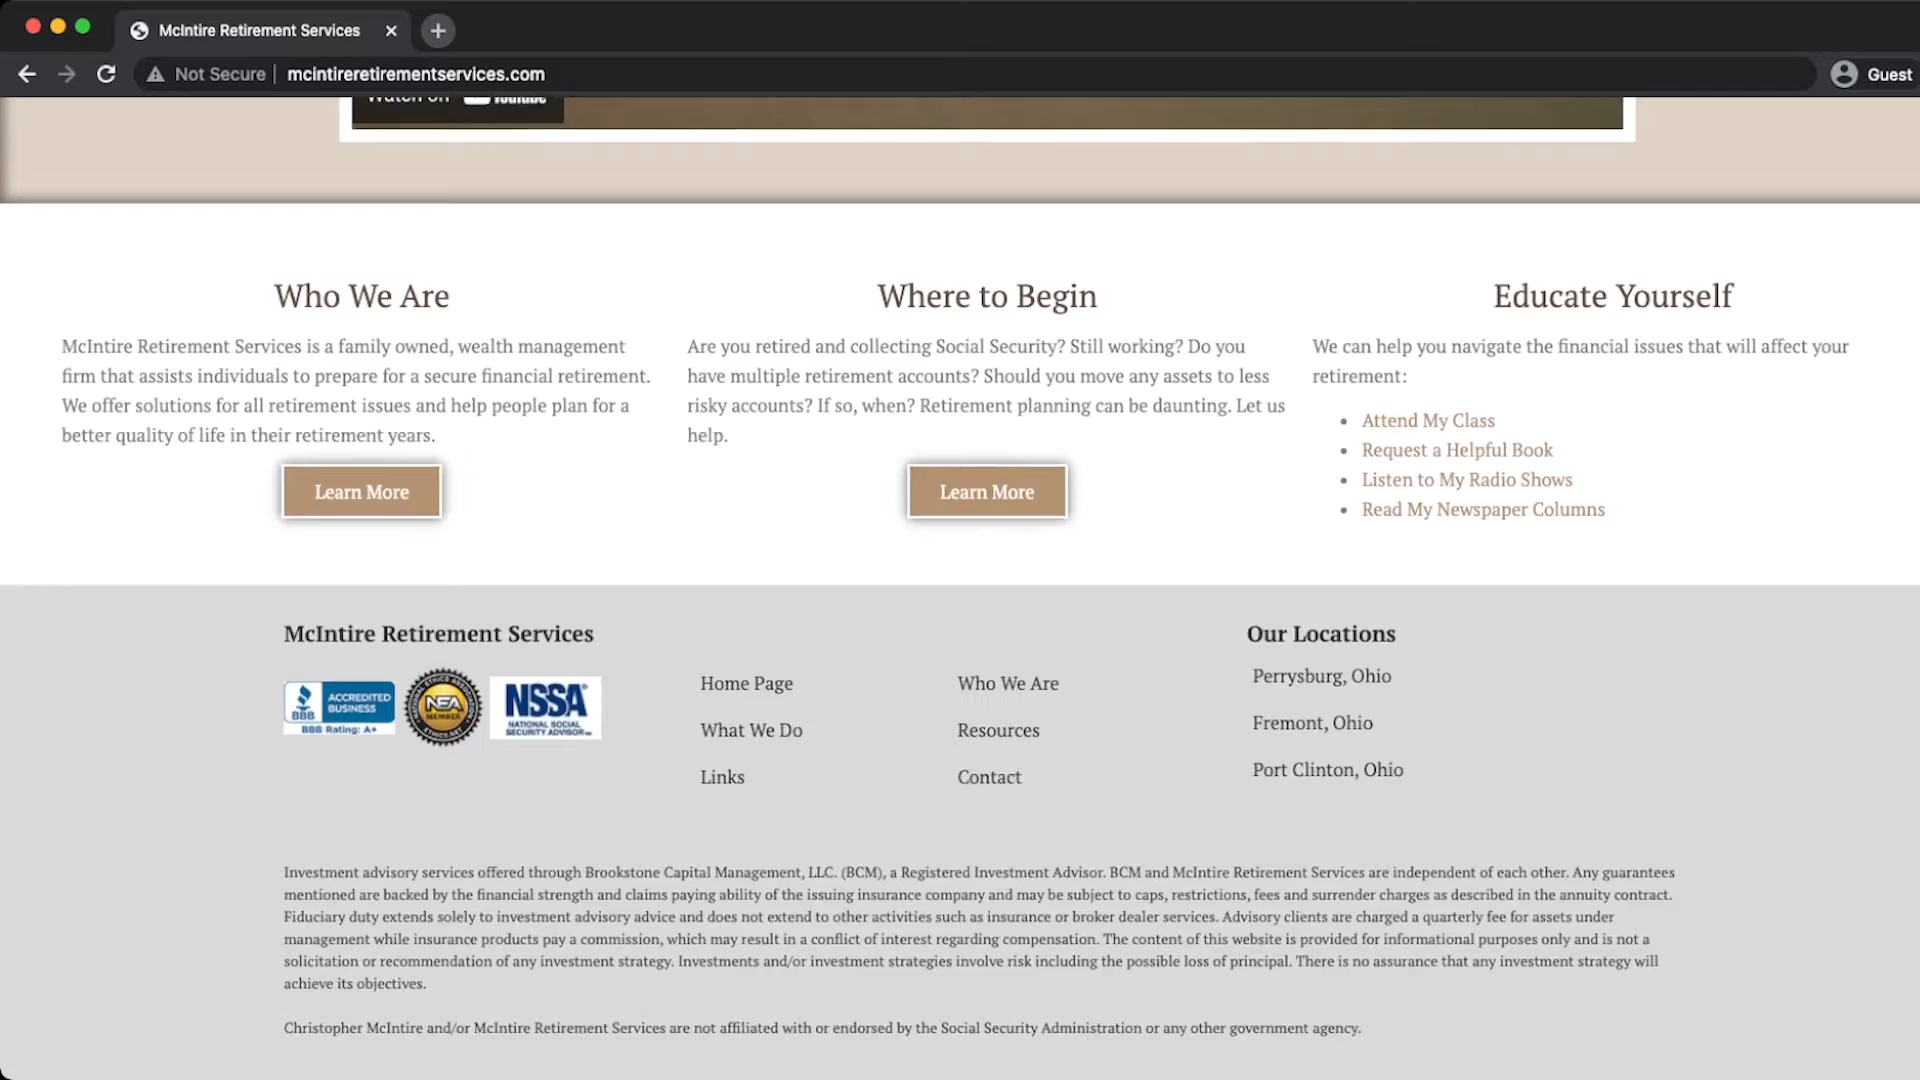 McIntire Retirement Services
Not Secure
mcintireretirementservices.com
Guest
Watch on YouTube
Who We Are
McIntire Retirement Services is a family owned, wealth management
firm that assists individuals to prepare for a secure financial retirement.
We offer solutions for all retirement issues and help people plan for a
better quality of life in their retirement years.
Learn More
Where to Begin
Are you retired and collecting Social Security? Still working? Do you
have multiple retirement accounts? Should you move any assets to less
risky accounts? If so, when? Retirement planning can be daunting. Let us
help.
Learn More
Educate Yourself
We can help you navigate the financial issues that will affect your
retirement:
Attend My Class
Request a Helpful Book
Listen to My Radio Shows
Read My Newspaper Columns
McIntire Retirement Services
BBB
ACCREDITED
BUSINESS
BBB Rating: A+
NEA
MEMBER
NSSA
NATIONAL SOCIAL
SECURITY ADVISOR
Home Page
What We Do
Links
Who We Are
Resources
Contact
Our Locations
Perrysburg, Ohio
Fremont, Ohio
Port Clinton, Ohio
Investment advisory services offered through Brookstone Capital Management, LLC. (BCM), a Registered Investment Advisor. BCM and McIntire Retirement Services are independent of each other. Any guarantees
mentioned are backed by the financial strength and claims paying ability of the issuing insurance company and may be subject to caps, restrictions, fees and surrender charges as described in the annuity contract.
Fiduciary duty extends solely to investment advisory advice and does not extend to other activities such as insurance or broker dealer services. Advisory clients are charged a quarterly fee for assets under
management while insurance products pay a commission, which may result in a conflict of interest regarding compensation. The content of this website is provided for informational purposes only and is not a
solicitation or recommendation of any investment strategy. Investments and/or investment strategies involve risk including the possible loss of principal. There is no assurance that any investment strategy will
achieve its objectives.
Christopher McIntire and/or McIntire Retirement Services are not affiliated with or endorsed by the Social Security Administration or any other government agency.